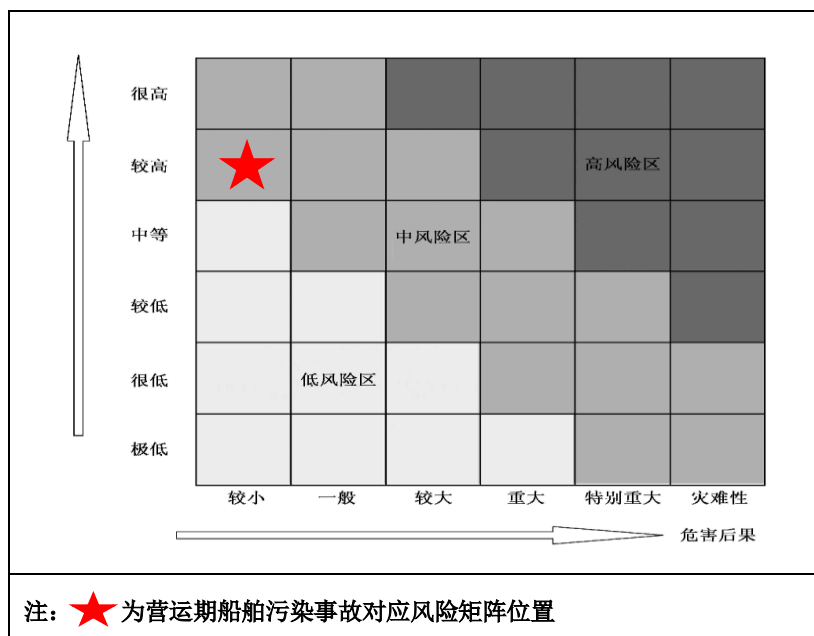 很高
较高
高风险区
中等
中风险区
较低
很低
低风险区
极低
较小
一般
较大
重大
特别重大
灾难性
危害后果
注：
为营运期船舶污染事故对应风险矩阵位置